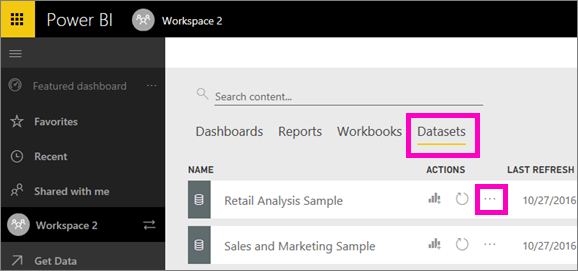 Power BI Workspace 2
Featured dashboard ...
Search content...
Favorites
Dashboards Reports Workbooks Datasets
Recent
NAME ACTIONS LAST REFRESH
Shared with me
Retail Analysis Sample ... 10/27/2016
Workspace 2
Sales and Marketing Sample ... 10/27/2016
Get Data